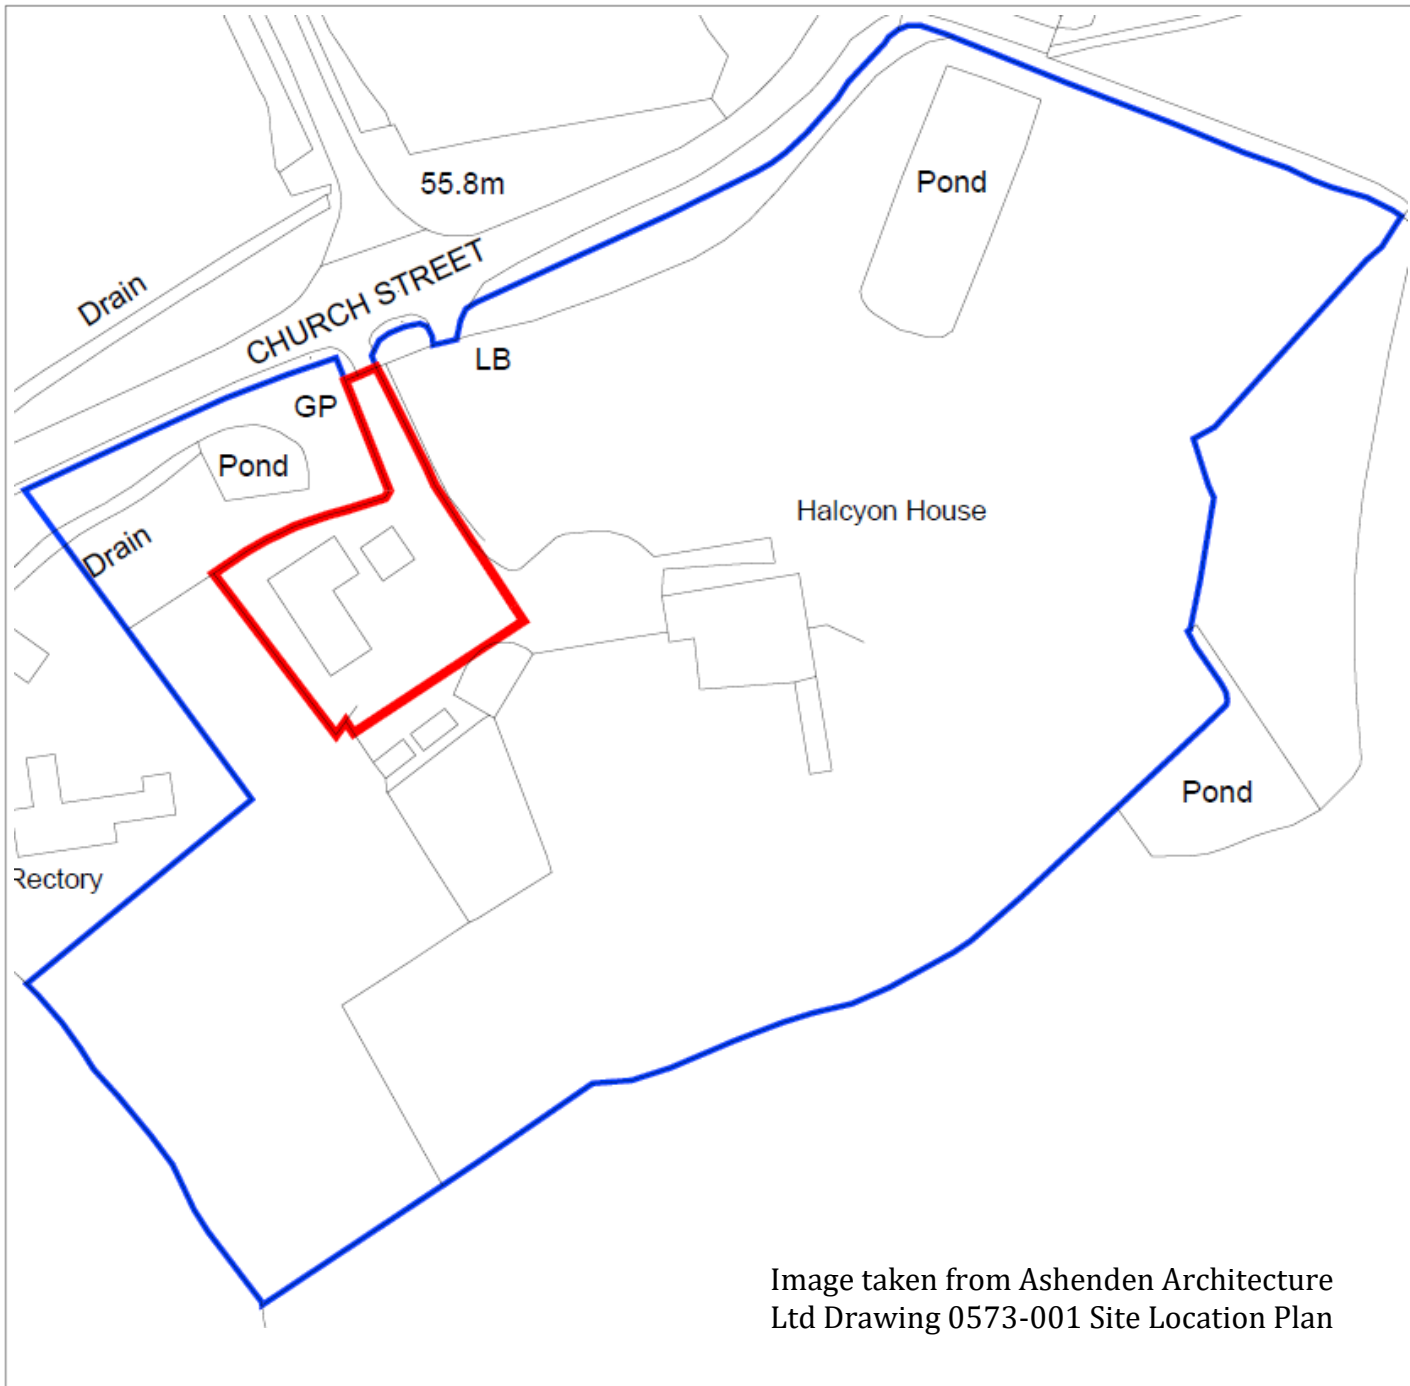 55.8m
Pond
CHURCH STREET
Drain
LB
GP
Pond
Halcyon House
Drain
Pond
Rectory
Image taken from Ashenden Architecture
Ltd Drawing 0573-001 Site Location Plan